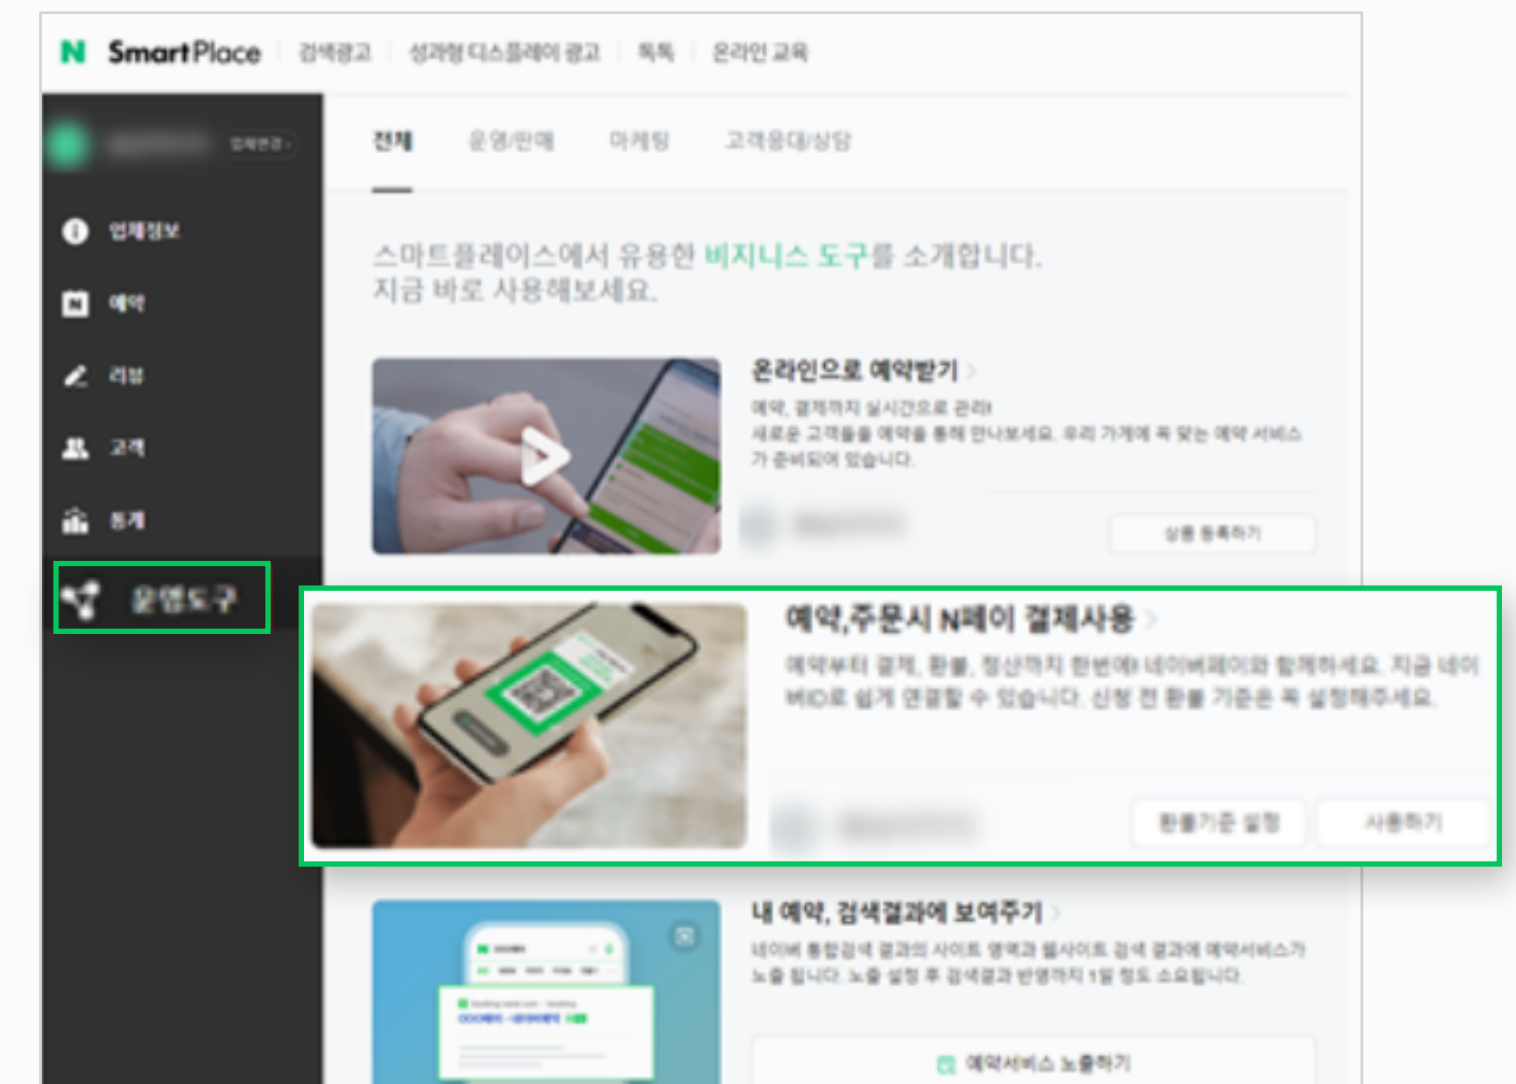 N SmartPlace 검색광고 성과형 디스플레이 광고 톡톡 온라인 교육
업체변경 >
전체 운영/판매 마케팅 고객응대/상담
업체정보
예약
리뷰
고객
통계
운영도구
스마트플레이스에서 유용한 비지니스 도구를 소개합니다.
지금 바로 사용해보세요.
온라인으로 예약받기 >
예약, 결제까지 실시간으로 관리!
새로운 고객들을 예약을 통해 만나보세요. 우리 가게에 꼭 맞는 예약 서비스
가 준비되어 있습니다.
상품 등록하기
예약,주문시 N페이 결제사용 >
예약부터 결제, 환불, 정산까지 한번에! 네이버페이와 함께하세요. 지금 네이
버ID로 쉽게 연결할 수 있습니다. 신청 전 환불 기준은 꼭 설정해주세요.
환불기준 설정 사용하기
내 예약, 검색결과에 보여주기 >
네이버 통합검색 결과의 사이트 영역과 웹사이트 검색 결과에 예약서비스가
노출 됩니다. 노출 설정 후 검색결과 반영까지 1일 정도 소요됩니다.
예약서비스 노출하기